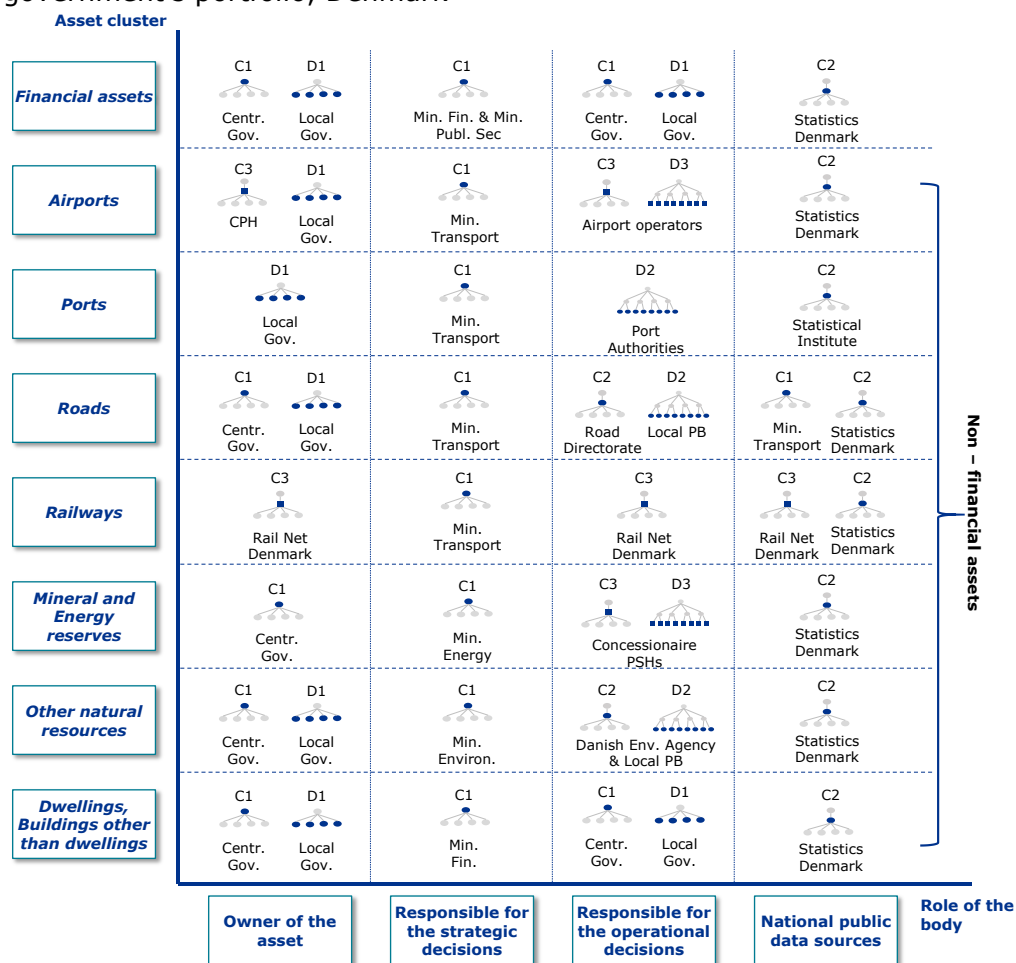 government's portfolio, Denmark
Asset cluster
Financial assets
C1 D1 C1 C1 D1 C2
Centr. Gov.
Local Gov.
Min. Fin. & Min. Publ. Sec
Centr. Gov.
Local Gov.
Statistics Denmark
Airports
C3 D1 C1 C3 D3 C2
CPH
Local Gov.
Min. Transport
Airport operators
Statistics Denmark
Ports
D1 C1 D2 C2
Local Gov.
Min. Transport
Port Authorities
Statistical Institute
Roads
C1 D1 C1 C2 D2 C1 C2
Centr. Gov.
Local Gov.
Min. Transport
Road Directorate
Local PB
Min. Transport
Statistics Denmark
Railways
C3 C1 C3 C3 C2
Rail Net Denmark
Min. Transport
Rail Net Denmark
Rail Net Denmark
Statistics Denmark
Mineral and Energy reserves
C1 C1 C3 D3 C2
Centr. Gov.
Min. Energy
Concessionaire PSHs
Statistics Denmark
Other natural resources
C1 D1 C1 C2 D2 C2
Centr. Gov.
Local Gov.
Min. Environ.
Danish Env. Agency & Local PB
Statistics Denmark
Dwellings, Buildings other than dwellings
C1 D1 C1 C1 D1 C2
Centr. Gov.
Local Gov.
Min. Fin.
Centr. Gov.
Local Gov.
Statistics Denmark
Non – financial assets
Owner of the asset
Responsible for the strategic decisions
Responsible for the operational decisions
National public data sources
Role of the body